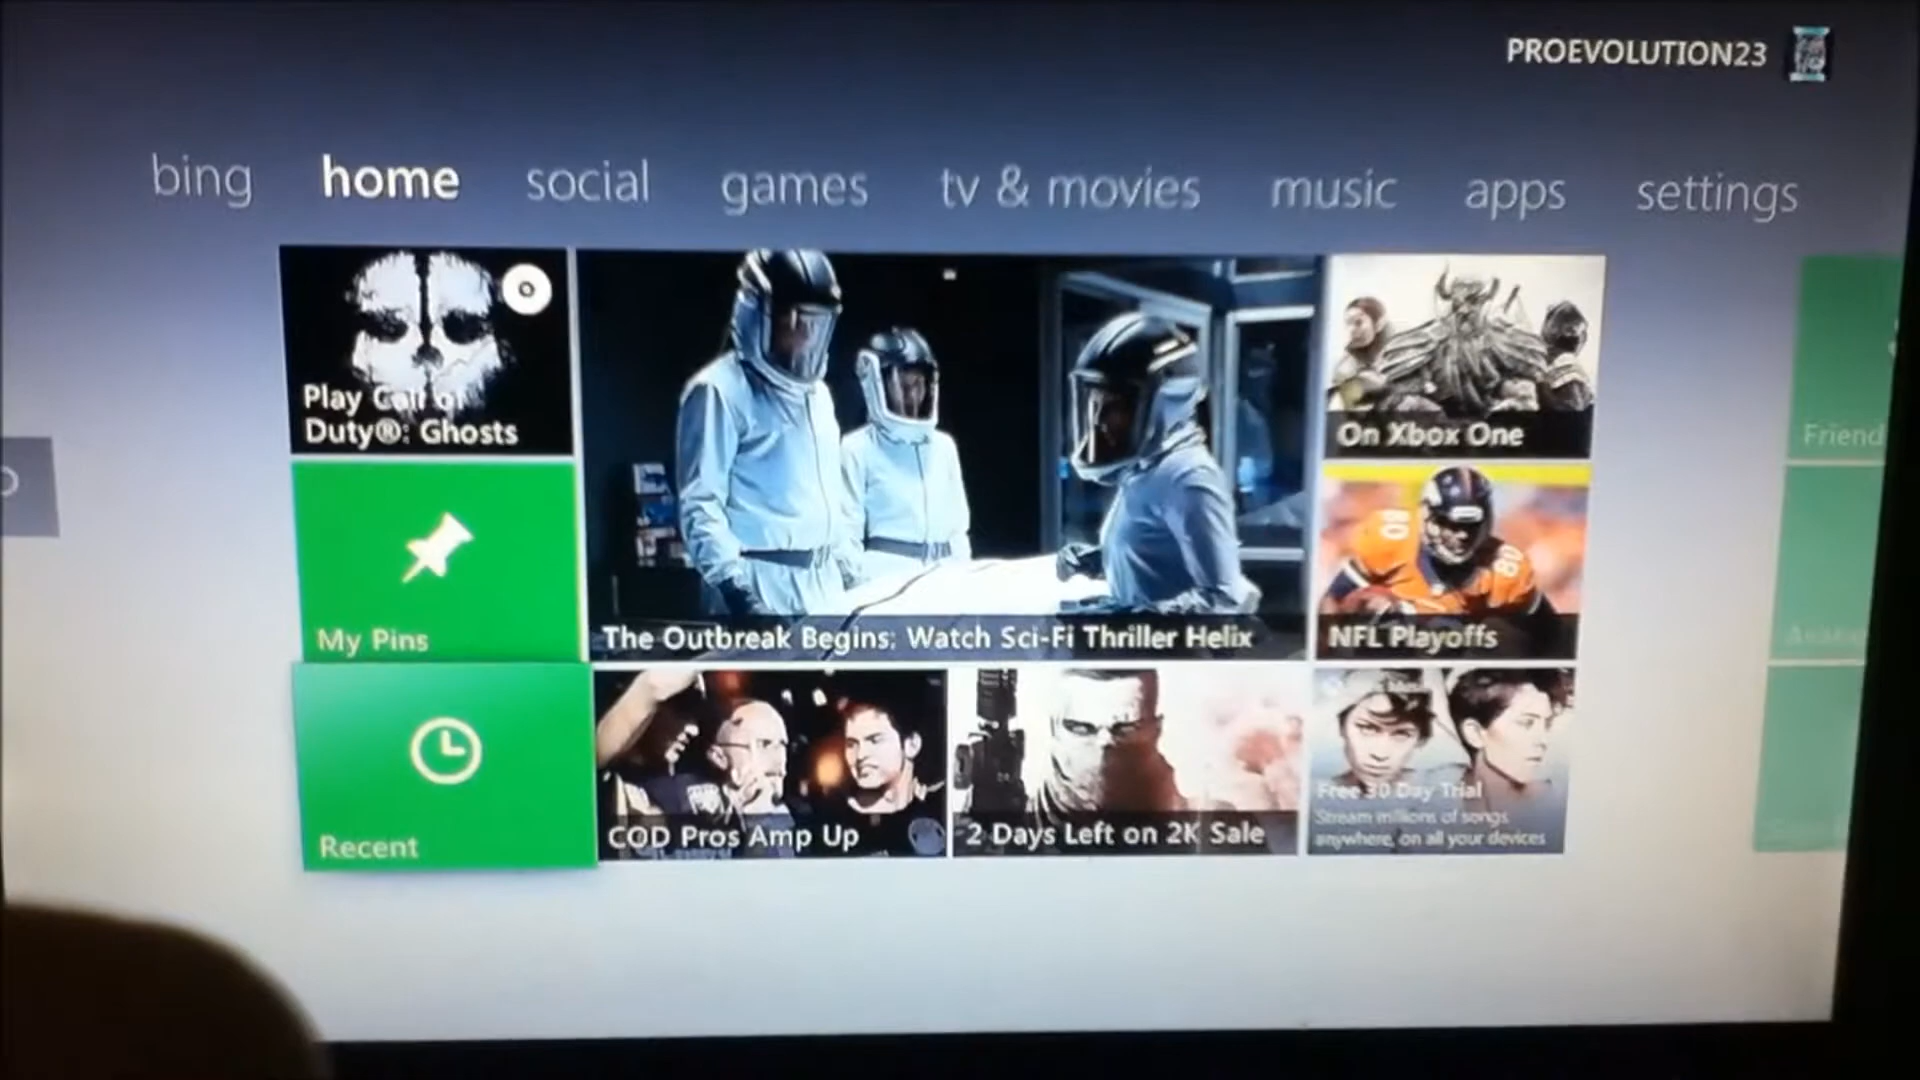 PROEVOLUTION23
bing home social games tv & movies music apps settings
Play Call of
Duty®: Ghosts
My Pins
Recent
The Outbreak Begins: Watch Sci-Fi Thriller Helix
COD Pros Amp Up
2 Days Left on 2K Sale
On Xbox One
80
80
NFL Playoffs
Free 30 Day Trial
Stream millions of songs
anywhere, on all your devices
Friend